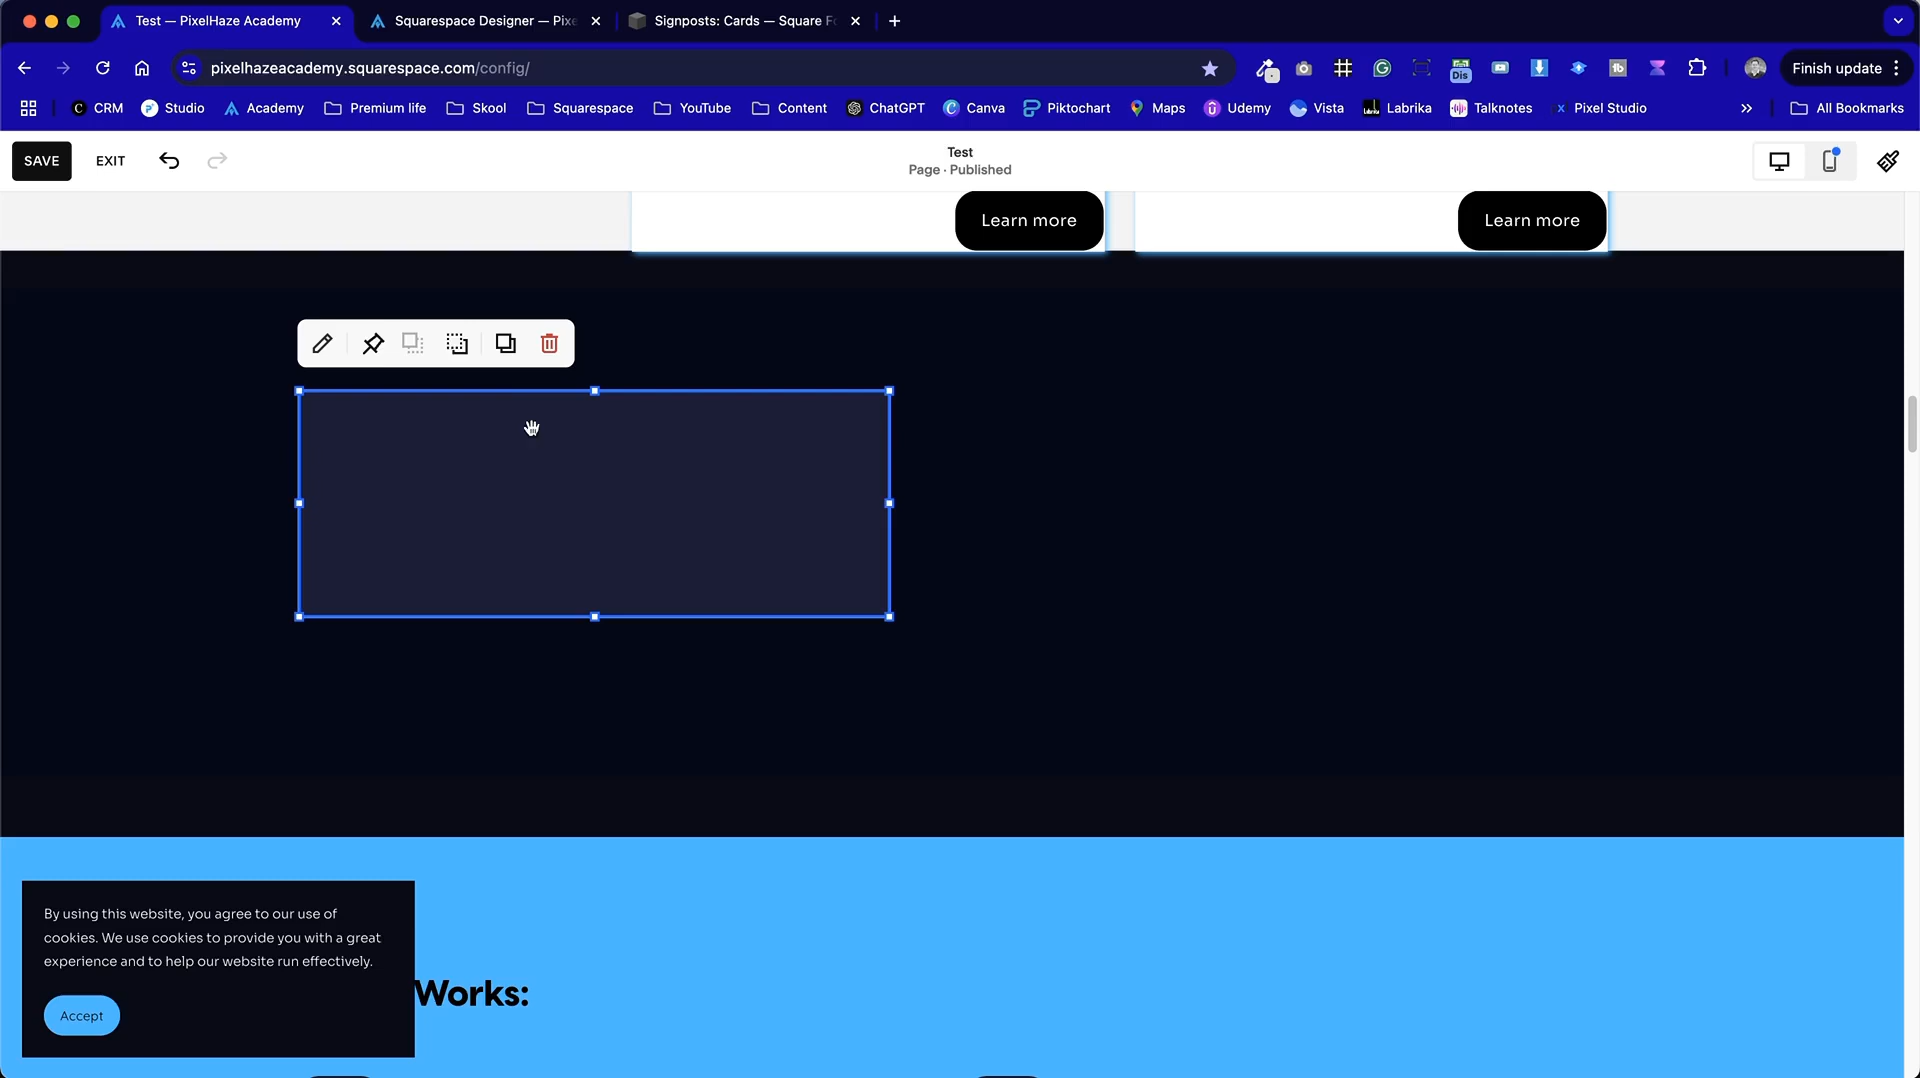 Test — PixelHaze Academy
Squarespace Designer — Pix
Signposts: Cards — Square F
pixelhazeacademy.squarespace.com/config/
Dis
Finish update
CRM
Studio
Academy
Premium life
Skool
Squarespace
YouTube
Content
ChatGPT
Canva
Piktochart
Maps
Udemy
Vista
Labrika
Talknotes
Pixel Studio
All Bookmarks
SAVE
EXIT
Test
Page · Published
Learn more
Learn more
By using this website, you agree to our use of
cookies. We use cookies to provide you with a great
experience and to help our website run effectively.
Accept
Works: